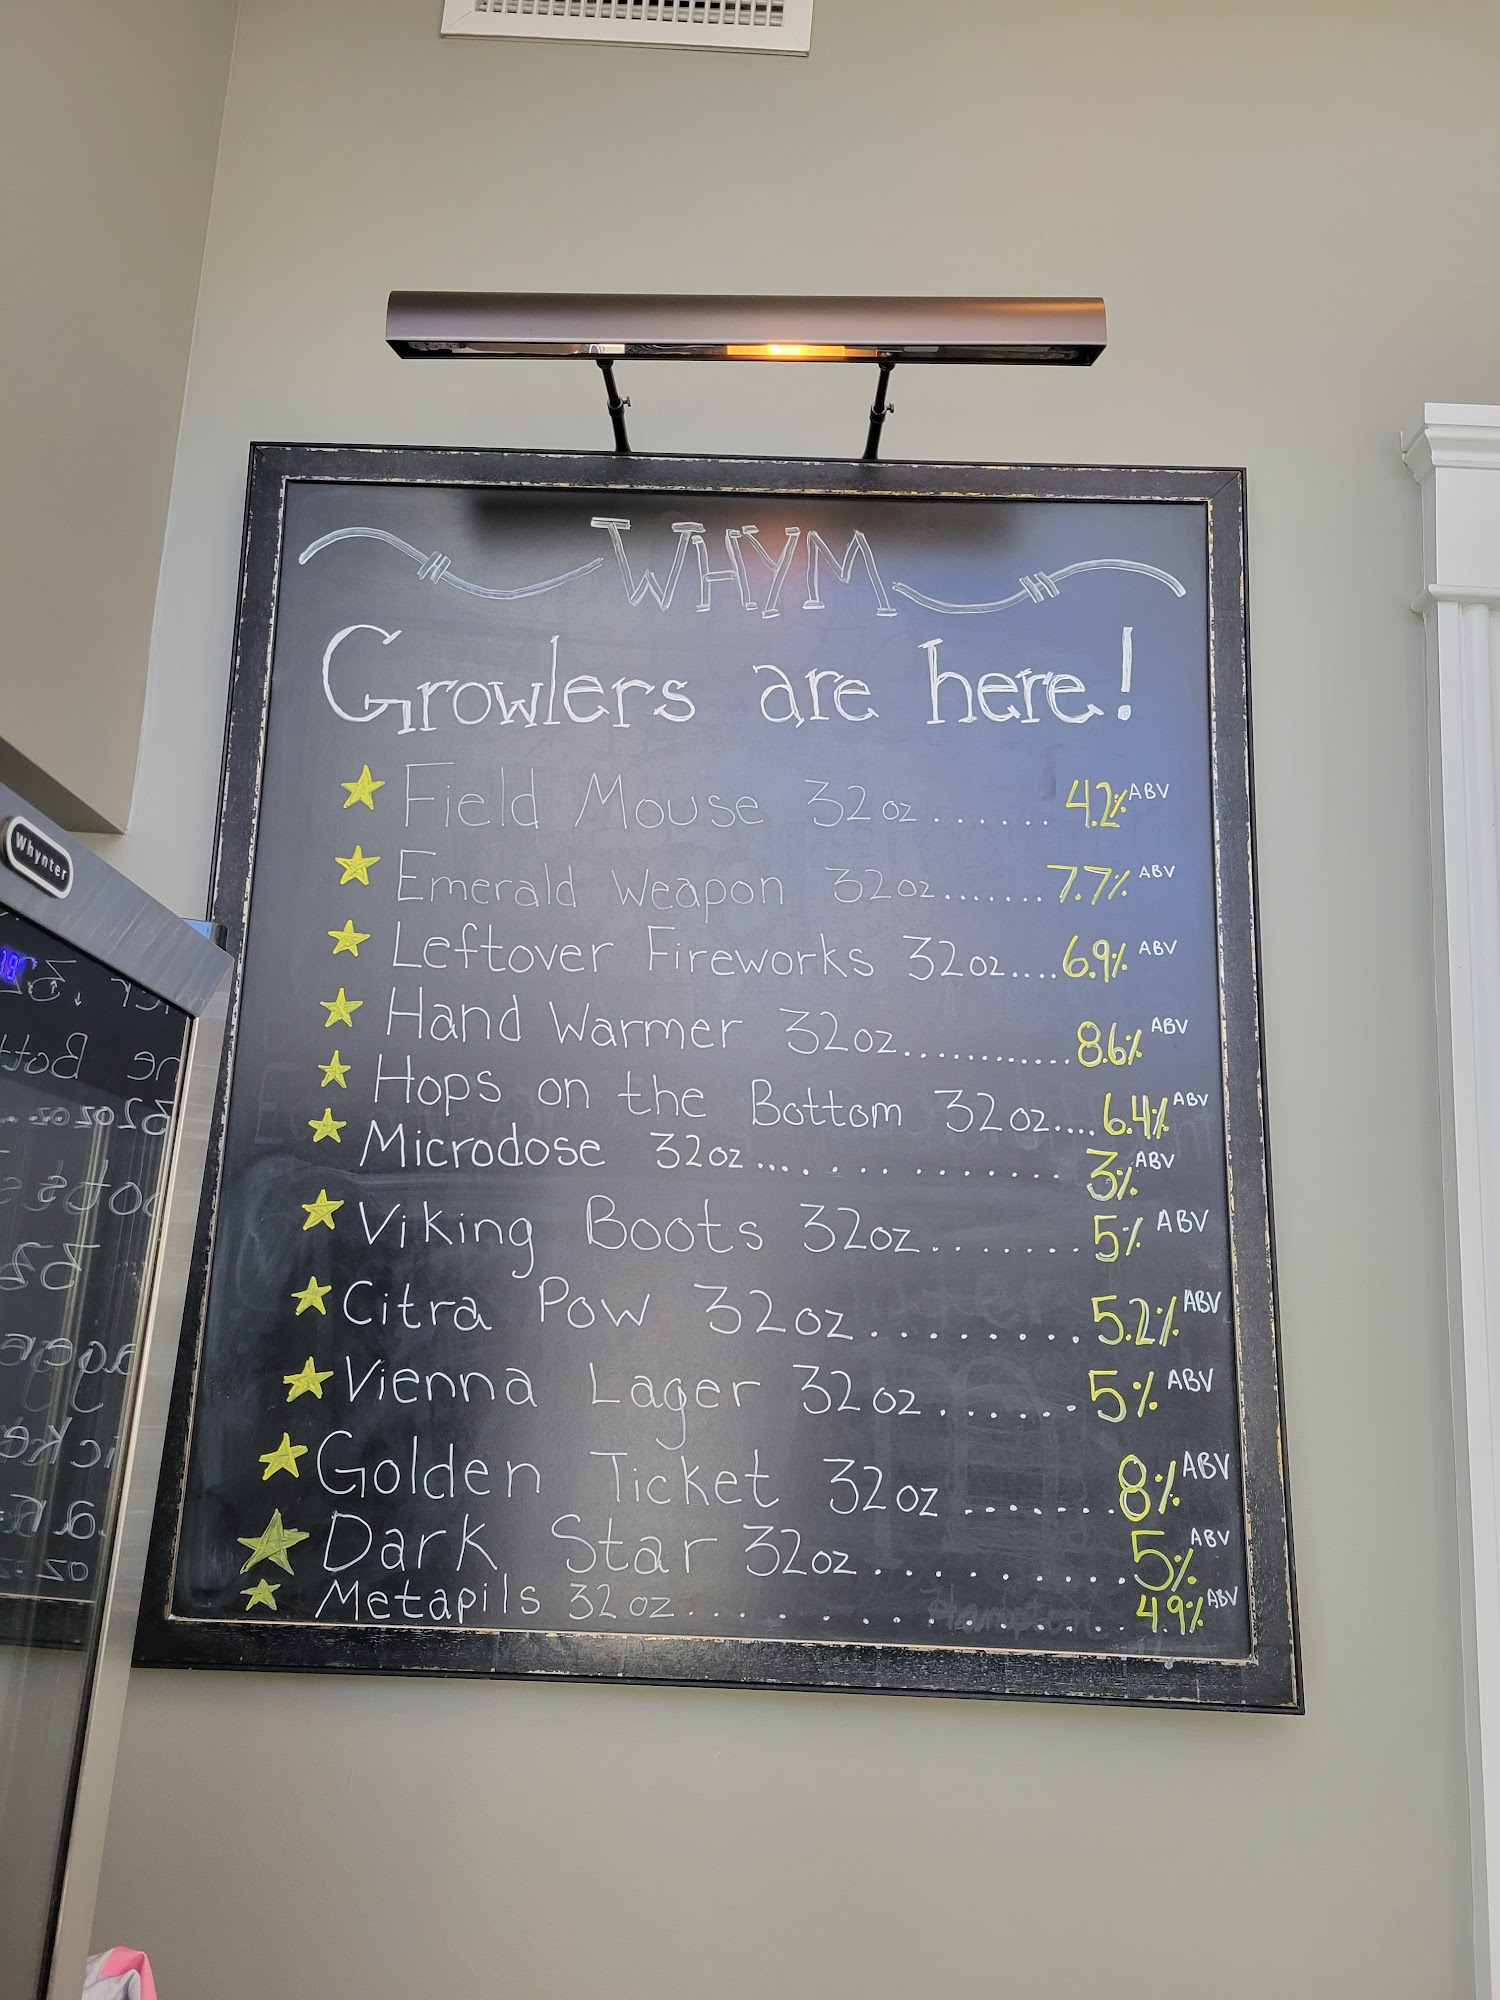 WHYM
Growlers are here!
Field Mouse 32oz....... 4.2% ABV
Emerald Weapon 32oz....... 7.7% ABV
Leftover Fireworks 32oz.... 6.9% ABV
Hand Warmer 32oz............ 8.6% ABV
Hops on the Bottom 32oz.... 6.4% ABV
Microdose 32oz.............. 3% ABV
Viking Boots 32oz........ 5% ABV
Citra Pow 32oz.......... 5.2% ABV
Vienna Lager 32oz....... 5% ABV
Golden Ticket 32oz....... 8% ABV
Dark Star 32oz.......... 5% ABV
Metapils 32oz............. 4.9% ABV
Whynter